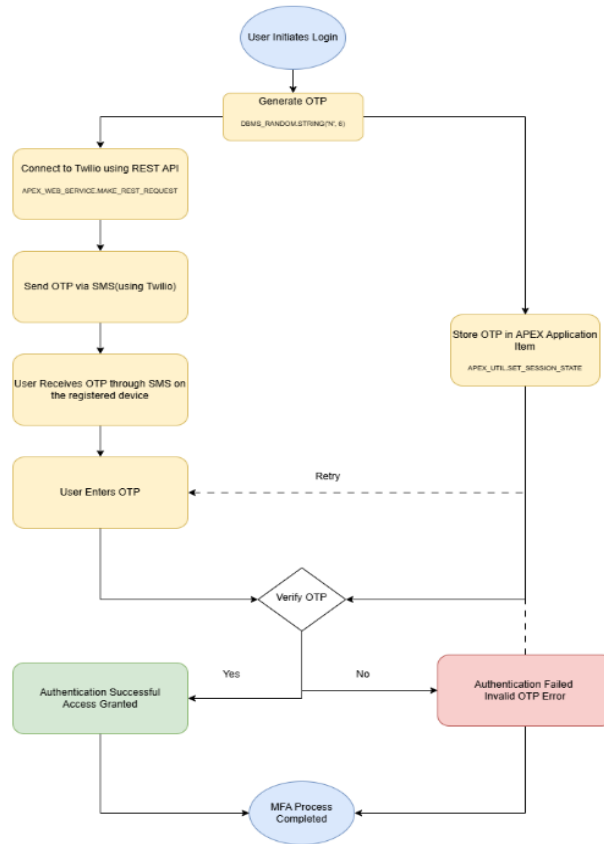 User Initiates Login
Generate OTP
DBMS_RANDOM.STRING('N', 6)
Connect to Twilio using REST API
APEX_WEB_SERVICE.MAKE_REST_REQUEST
Send OTP via SMS(using Twilio)
Store OTP in APEX Application
Item
APEX_UTIL.SET_SESSION_STATE
User Receives OTP through SMS on
the registered device
Retry
User Enters OTP
Verify OTP
Yes
No
Authentication Successful
Access Granted
Authentication Failed
Invalid OTP Error
MFA Process
Completed